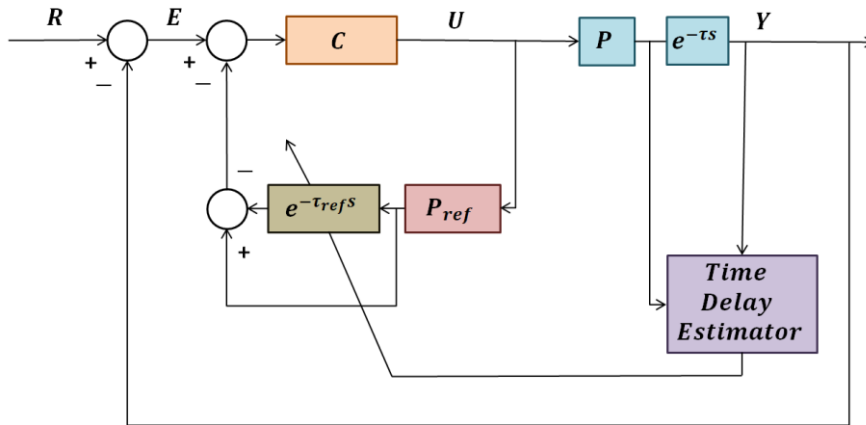 R
E
U
Y
C
P
e^{-τs}
+
−
+
−
−
e^{-τ_{ref}s}
P_{ref}
+
Time
Delay
Estimator